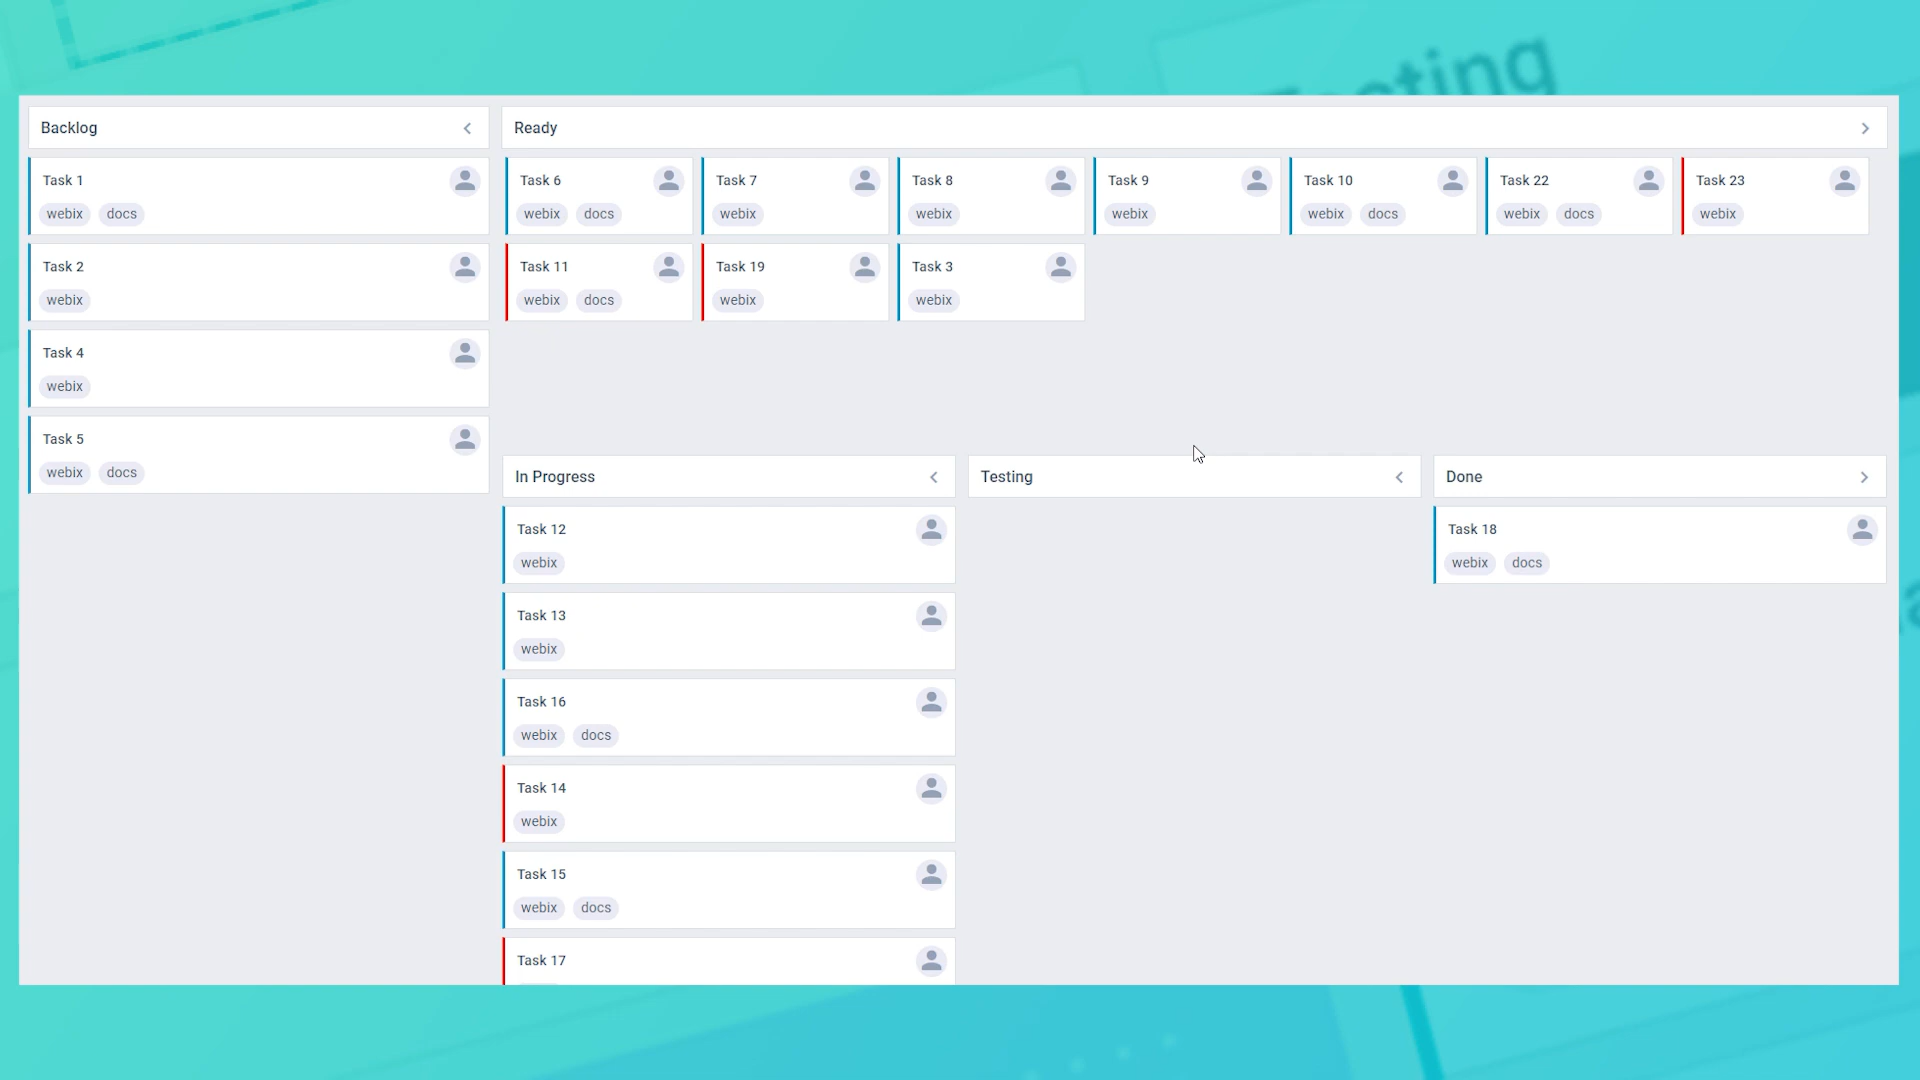 Testing
Backlog
Task 1
webix docs
Task 2
webix
Task 4
webix
Task 5
webix docs
Ready
Task 6
webix docs
Task 7
webix
Task 8
webix
Task 9
webix
Task 10
webix docs
Task 22
webix docs
Task 23
webix
Task 11
webix docs
Task 19
webix
Task 3
webix
In Progress
Task 12
webix
Task 13
webix
Task 16
webix docs
Task 14
webix
Task 15
webix docs
Task 17
Testing
Done
Task 18
webix docs